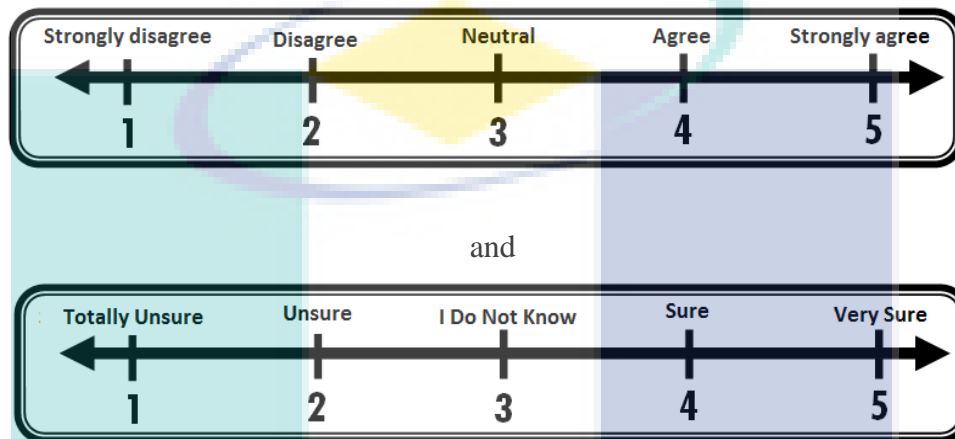 Strongly disagree Disagree Neutral Agree Strongly agree
1 2 3 4 5
and
Totally Unsure Unsure I Do Not Know Sure Very Sure
1 2 3 4 5